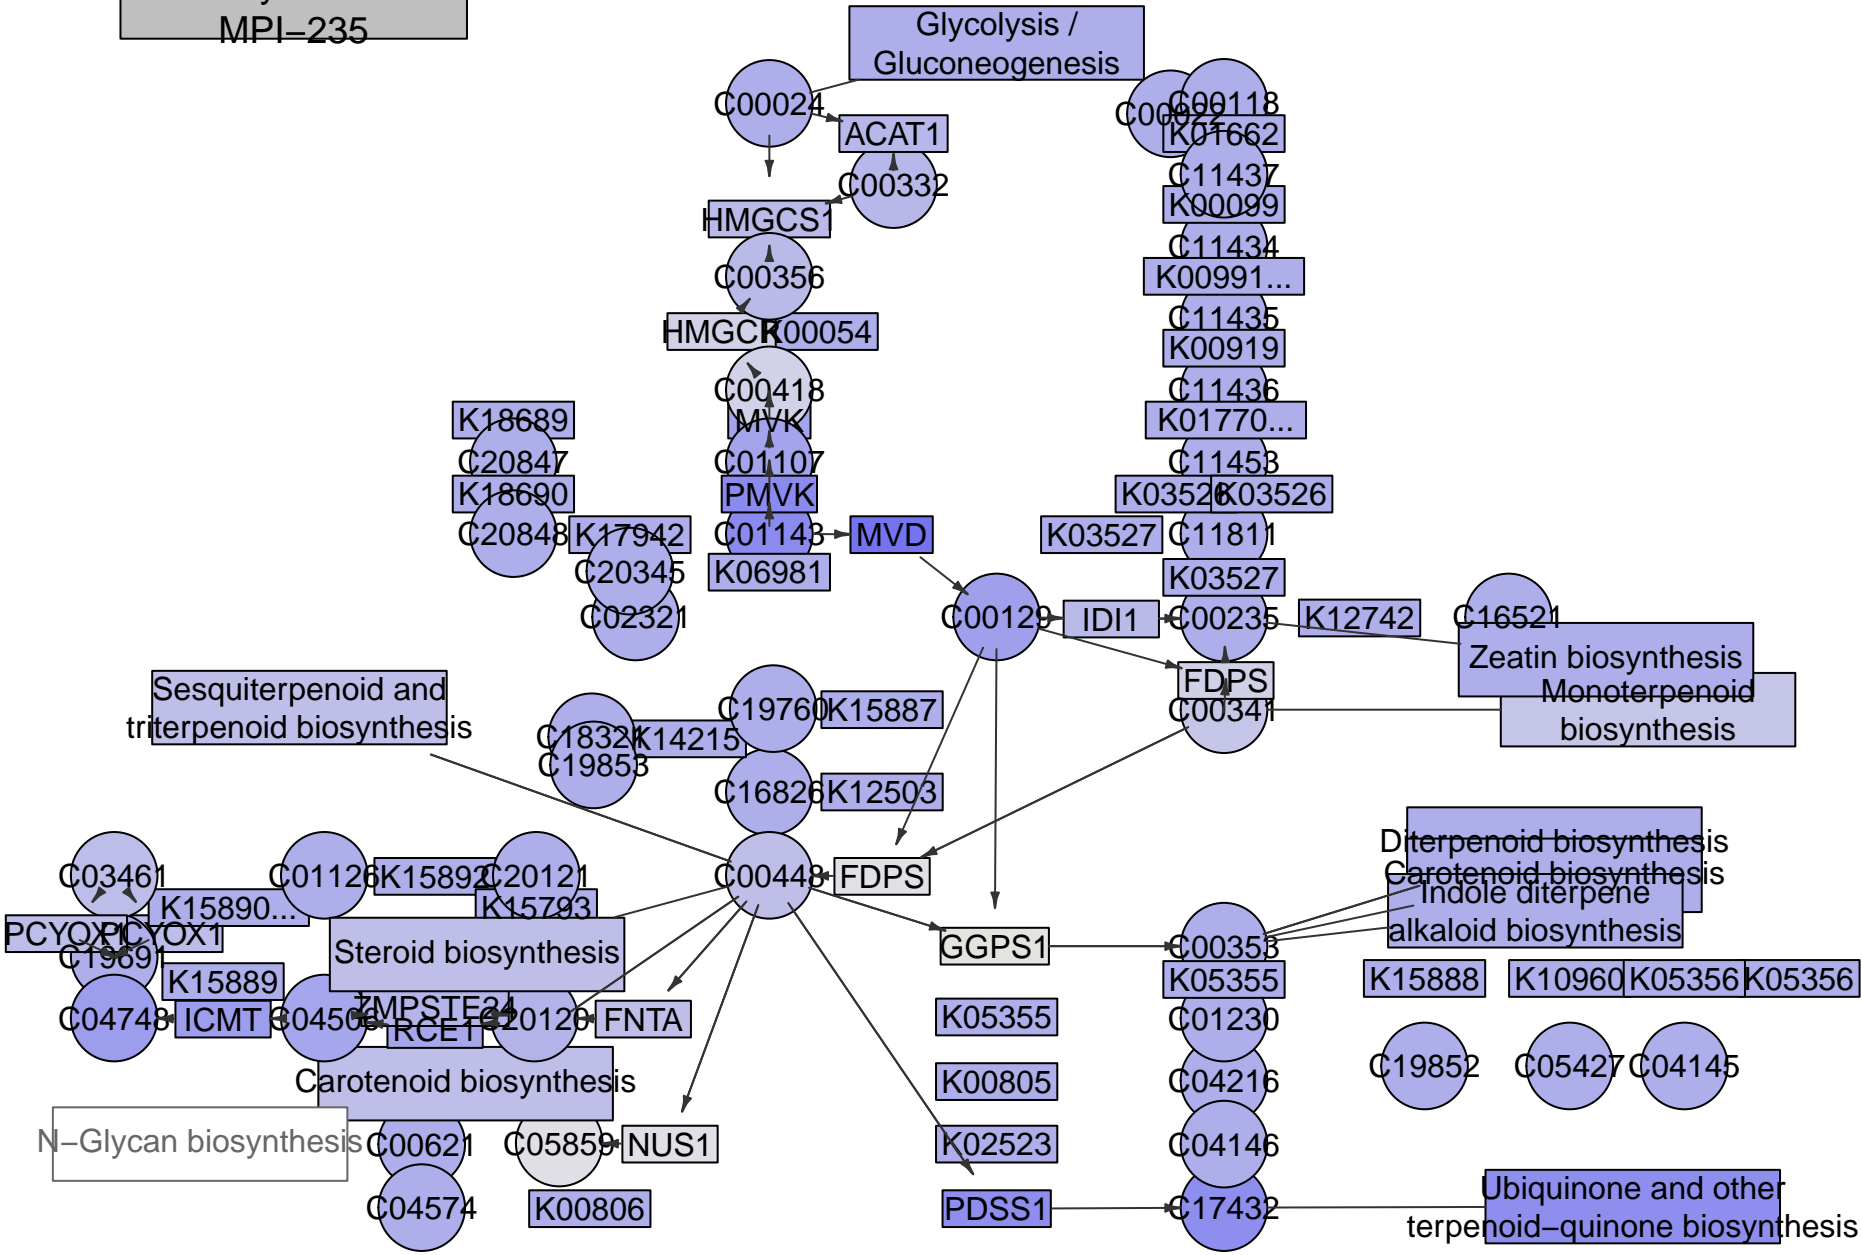 MPI−235
Glycolysis /
Gluconeogenesis
C00024
C00022
C00118
ACAT1
K01662
C00332
C11437
HMGCS1
K00099
C11434
C00356
K00991...
C11435
HMGCR
K00054
K00919
C00418
C11436
K18689
MVK
K01770...
C20847
C01107
C11453
K18690
PMVK
K03526
K03526
C20848
K17942
C01143
MVD
K03527
C11811
C20345
K06981
K03527
C02321
C00129
IDI1
C00235
K12742
C16521
Zeatin biosynthesis
Sesquiterpenoid and
triterpenoid biosynthesis
FDPS
Monoterpenoid
biosynthesis
C19760
K15887
C00341
C18324
K14215
C19853
C16826
K12503
Diterpenoid biosynthesis
Carotenoid biosynthesis
Indole diterpene
alkaloid biosynthesis
C03461
C01126
K15892
C20121
C00448
FDPS
K15890...
K15793
PCYOX1
PCYOX1
C19691
Steroid biosynthesis
GGPS1
C00353
K15889
K05355
K15888
K10960
K05356
K05356
C04748
ICMT
C04506
ZMPSTE24
RCE1
C20120
FNTA
K05355
C01230
C19852
C05427
C04145
Carotenoid biosynthesis
K00805
C04216
N−Glycan biosynthesis
C00621
C05859
NUS1
K02523
C04146
C04574
K00806
PDSS1
C17432
Ubiquinone and other
terpenoid−quinone biosynthesis